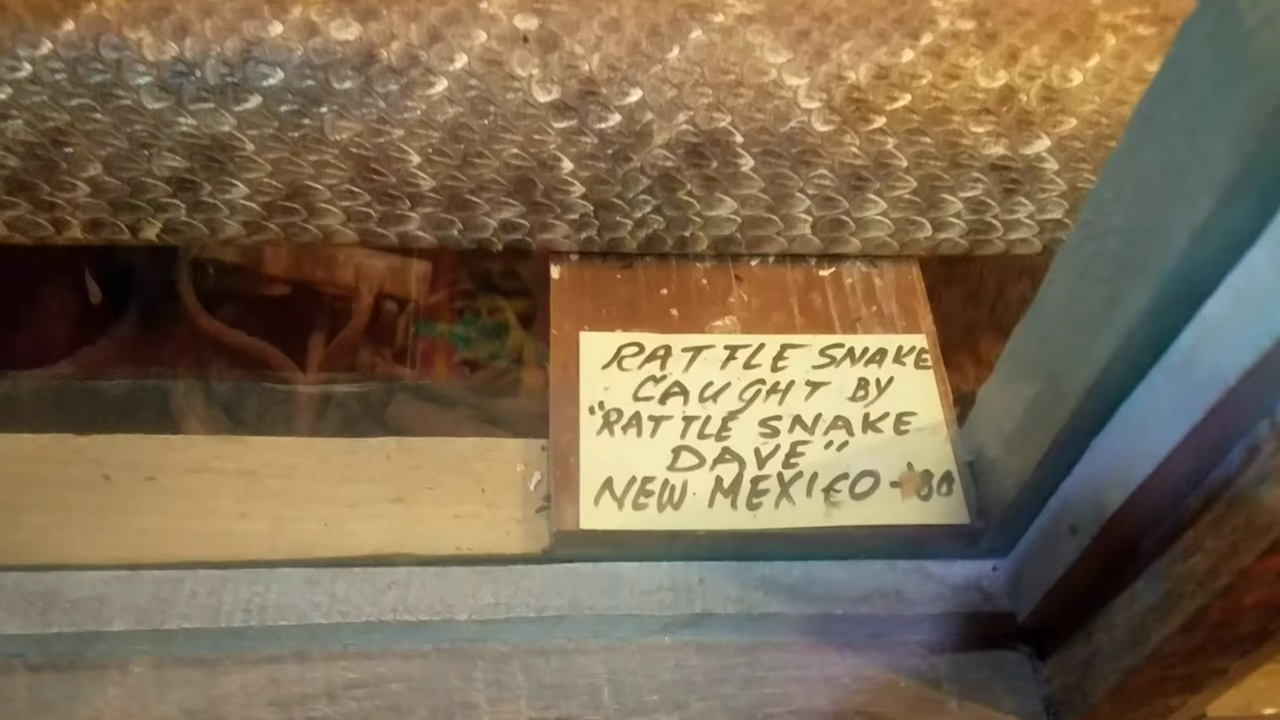 RATTLE SNAKE
CAUGHT BY
"RATTLE SNAKE
DAVE"
NEW MEXICO